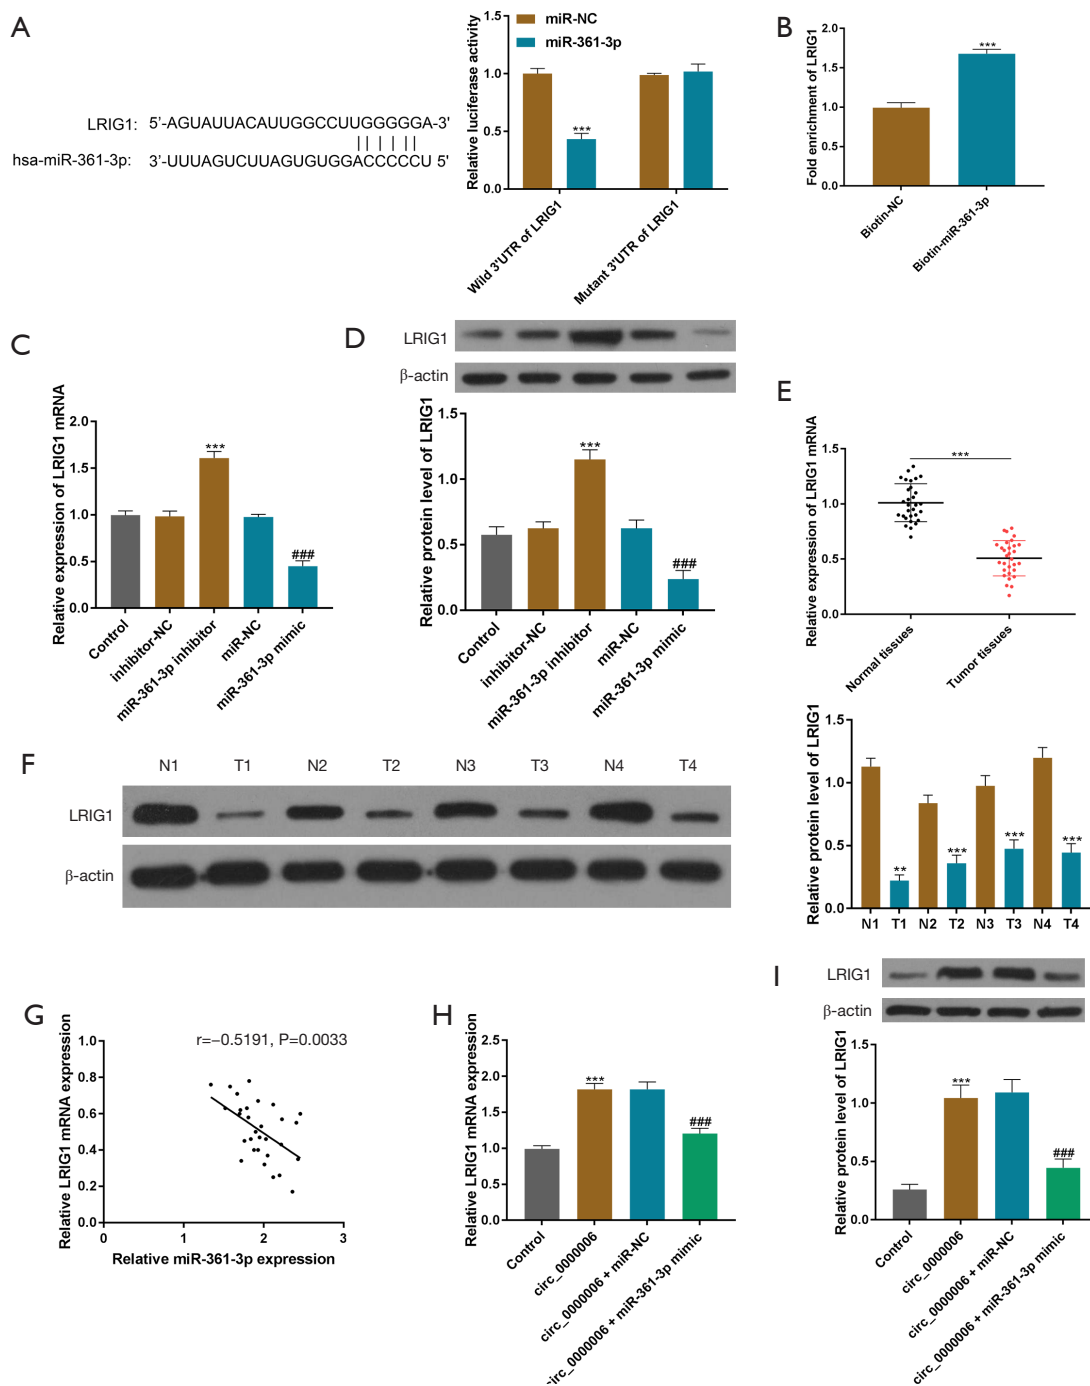 A
LRIG1: 5'-AGUAUUACAUUGGCCUUGGGGGA-3'
hsa-miR-361-3p: 3'-UUUAGUCUUAGUGUGGACCCCCU 5'
Relative luciferase activity
1.5
1.0
0.5
0.0
miR-NC
miR-361-3p
***
Wild 3'UTR of LRIG1
Mutant 3'UTR of LRIG1
B
Fold enrichment of LRIG1
2.0
1.5
1.0
0.5
0.0
***
Biotin-NC
Biotin-miR-361-3p
C
Relative expression of LRIG1 mRNA
2.0
1.5
1.0
0.5
0.0
***
###
Control
inhibitor-NC
miR-361-3p inhibitor
miR-NC
miR-361-3p mimic
D
LRIG1
β-actin
Relative protein level of LRIG1
1.5
1.0
0.5
0.0
***
###
Control
inhibitor-NC
miR-361-3p inhibitor
miR-NC
miR-361-3p mimic
E
Relative expression of LRIG1 mRNA
1.5
1.0
0.5
0.0
***
Normal tissues
Tumor tissues
F
N1 T1 N2 T2 N3 T3 N4 T4
LRIG1
β-actin
Relative protein level of LRIG1
1.5
1.0
0.5
0.0
**
***
***
***
N1 T1 N2 T2 N3 T3 N4 T4
G
Relative LRIG1 mRNA expression
r=−0.5191, P=0.0033
1.0
0.8
0.6
0.4
0.2
0.0
0 1 2 3
Relative miR-361-3p expression
H
Relative LRIG1 mRNA expression
2.5
2.0
1.5
1.0
0.5
0.0
***
###
Control
circ_0000006
circ_0000006 + miR-NC
circ_0000006 + miR-361-3p mimic
I
LRIG1
β-actin
Relative protein level of LRIG1
1.5
1.0
0.5
0.0
***
###
Control
circ_0000006
circ_0000006 + miR-NC
circ_0000006 + miR-361-3p mimic